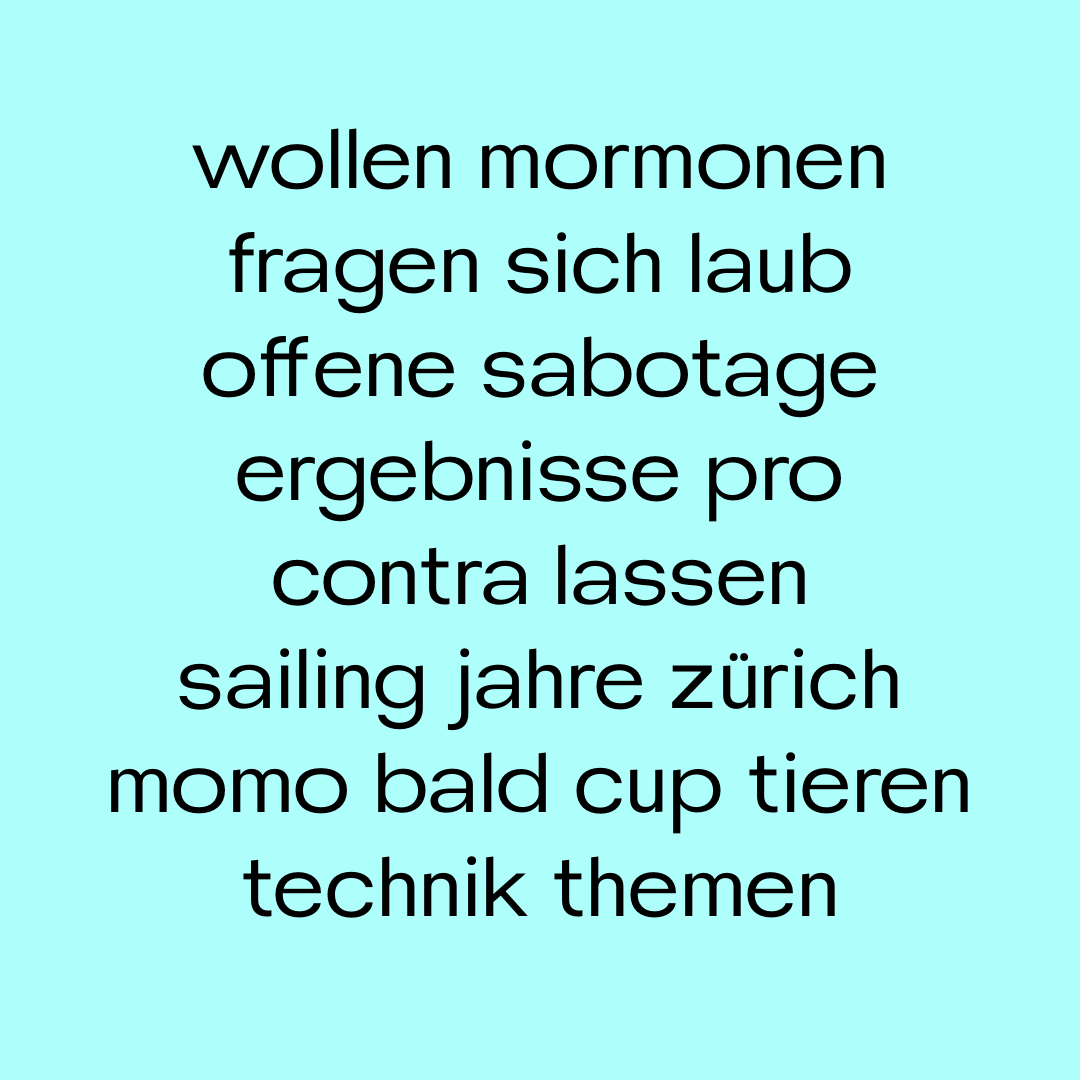 wollen mormonen
fragen sich laub
offene sabotage
ergebnisse pro
contra lassen
sailing jahre zürich
momo bald cup tieren
technik themen